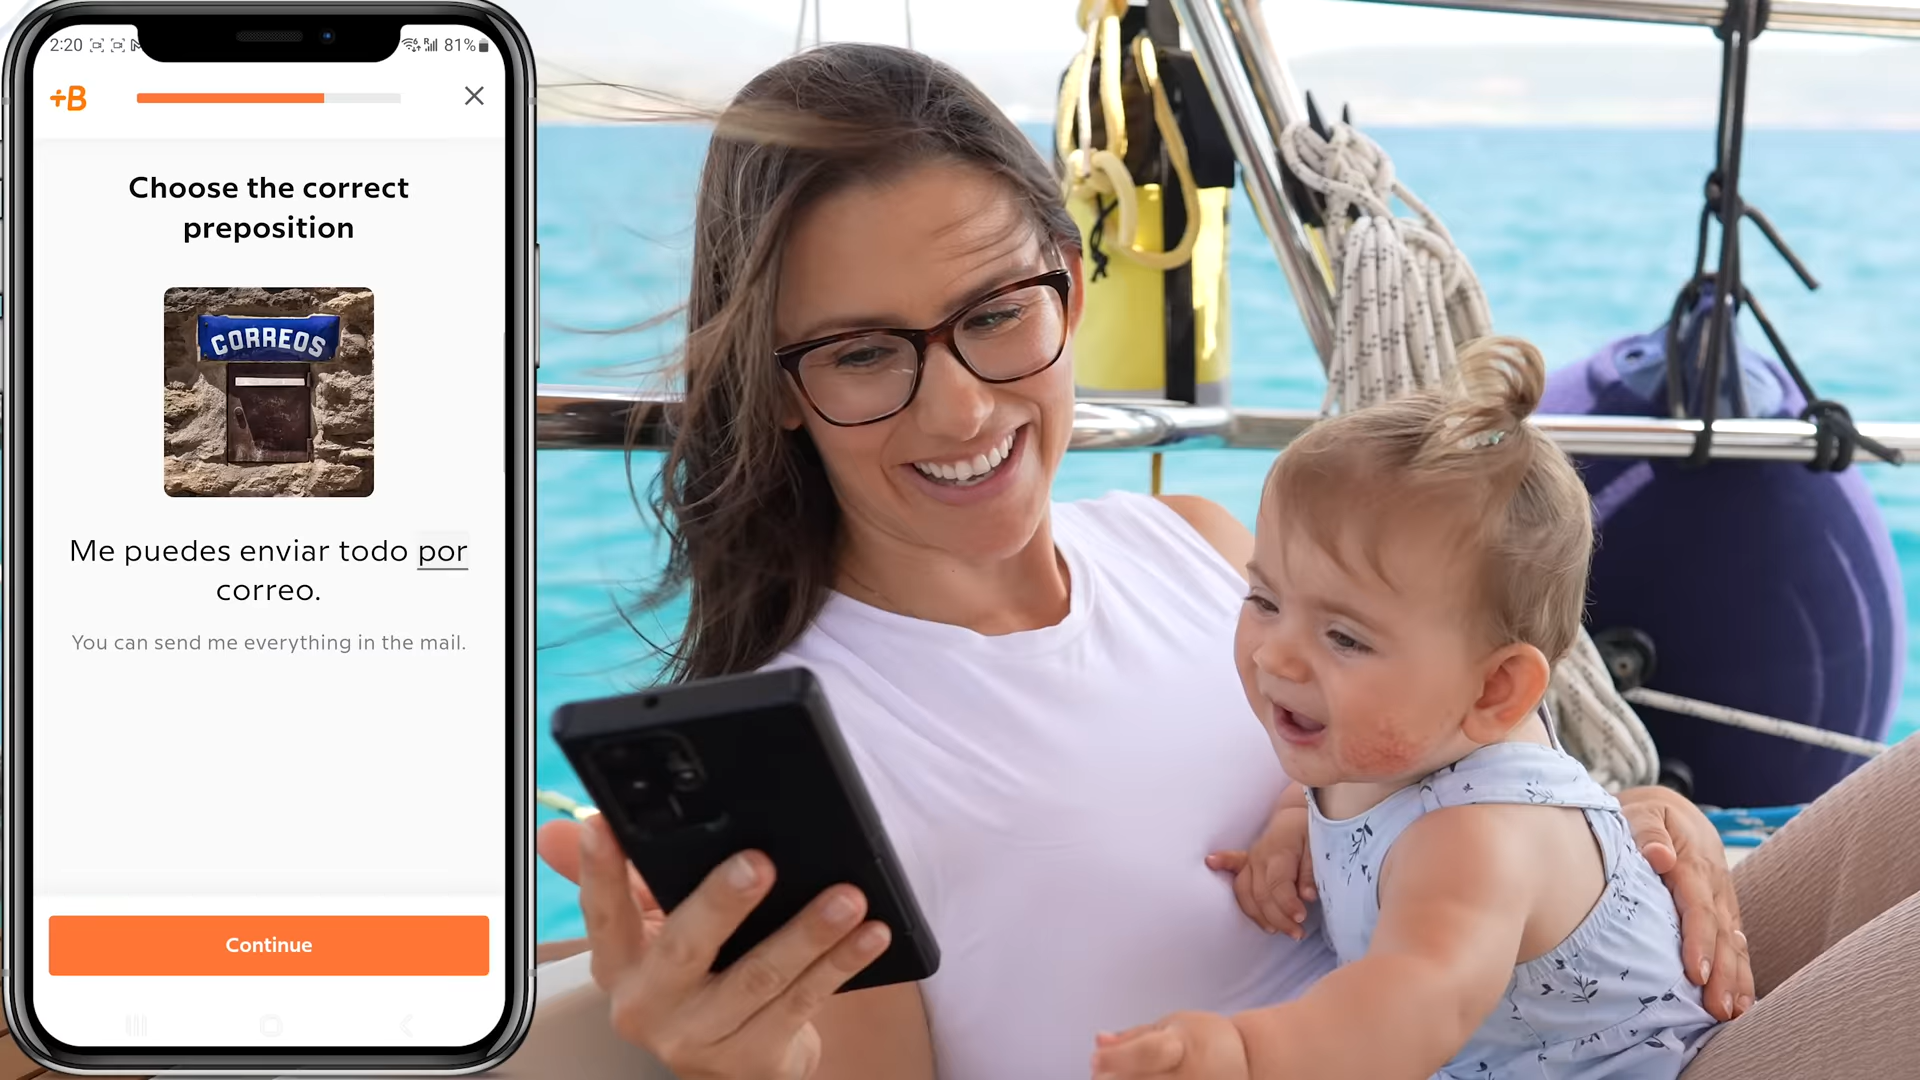 2:20
81%
+B
Choose the correct
preposition
CORREOS
Me puedes enviar todo por
correo.
You can send me everything in the mail.
Continue